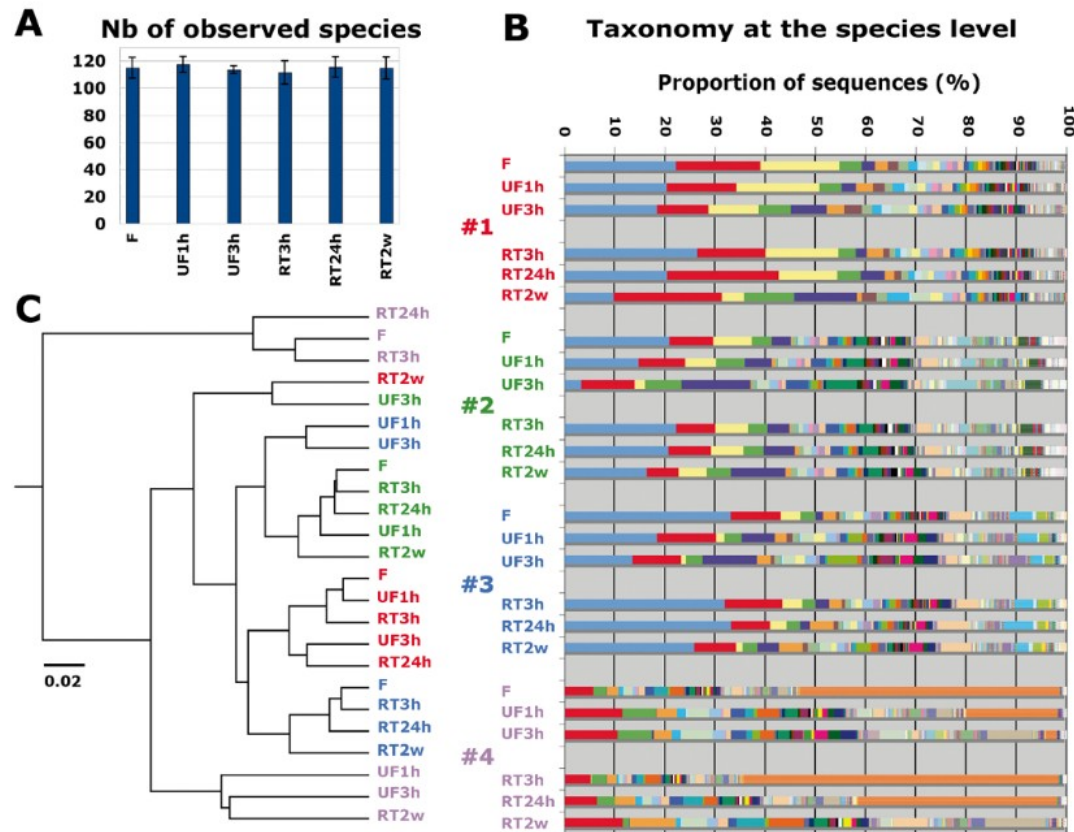 A
Nb of observed species
120
100
80
60
40
20
0
F
UF1h
UF3h
RT3h
RT24h
RT2w
B
Taxonomy at the species level
Proportion of sequences (%)
0
10
20
30
40
50
60
70
80
90
100
F
UF1h
UF3h
#1
RT3h
RT24h
RT2w
F
UF1h
UF3h
#2
RT3h
RT24h
RT2w
F
UF1h
UF3h
#3
RT3h
RT24h
RT2w
F
UF1h
UF3h
#4
RT3h
RT24h
RT2w
C
RT24h
F
RT3h
RT2w
UF3h
UF1h
UF3h
F
RT3h
RT24h
UF1h
RT2w
F
UF1h
RT3h
UF3h
RT24h
F
RT3h
RT24h
RT2w
UF1h
UF3h
RT2w
0.02